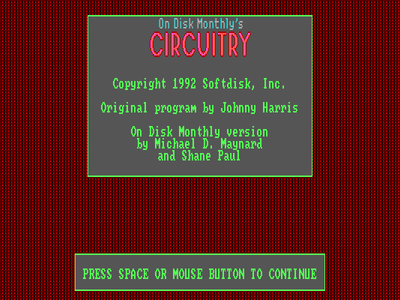 On Disk Monthly's
CIRCUITRY
Copyright 1992 Softdisk, Inc.
Original program by Johnny Harris
On Disk Monthly version
by Michael D. Maynard
and Shane Paul
PRESS SPACE OR MOUSE BUTTON TO CONTINUE